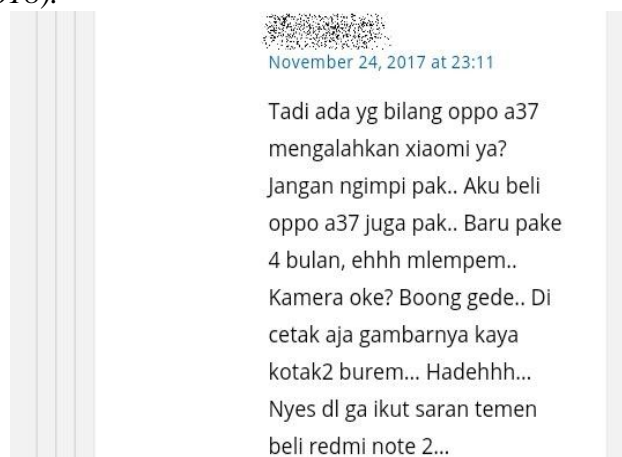 November 24, 2017 at 23:11
Tadi ada yg bilang oppo a37
mengalahkan xiaomi ya?
Jangan ngimpi pak.. Aku beli
oppo a37 juga pak.. Baru pake
4 bulan, ehhh mlempem..
Kamera oke? Boong gede.. Di
cetak aja gambarnya kaya
kotak2 burem... Hadehhh...
Nyes dl ga ikut saran temen
beli redmi note 2...